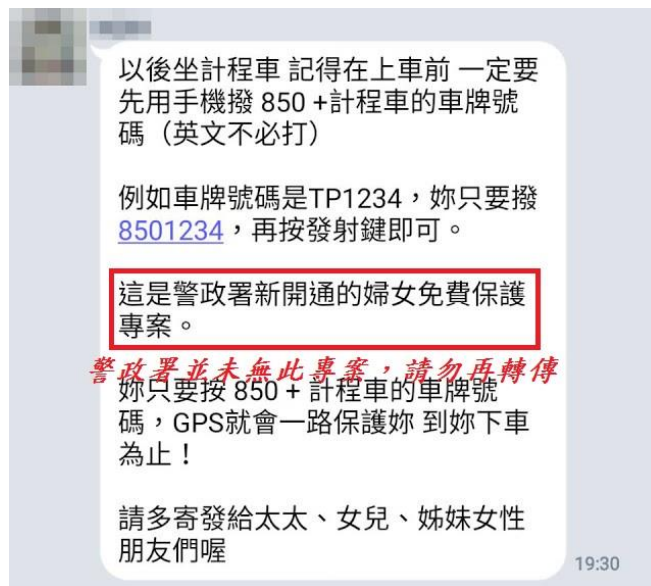 以後坐計程車 記得在上車前 一定要
先用手機撥 850 +計程車的車牌號
碼（英文不必打）
例如車牌號碼是TP1234，妳只要撥
8501234，再按發射鍵即可。
這是警政署新開通的婦女免費保護
專案。
警政署並未無此專案，請勿再轉傳
妳只要按 850 + 計程車的車牌號
碼，GPS就會一路保護妳 到妳下車
為止！
請多寄發給太太、女兒、姊妹女性
朋友們喔
19:30